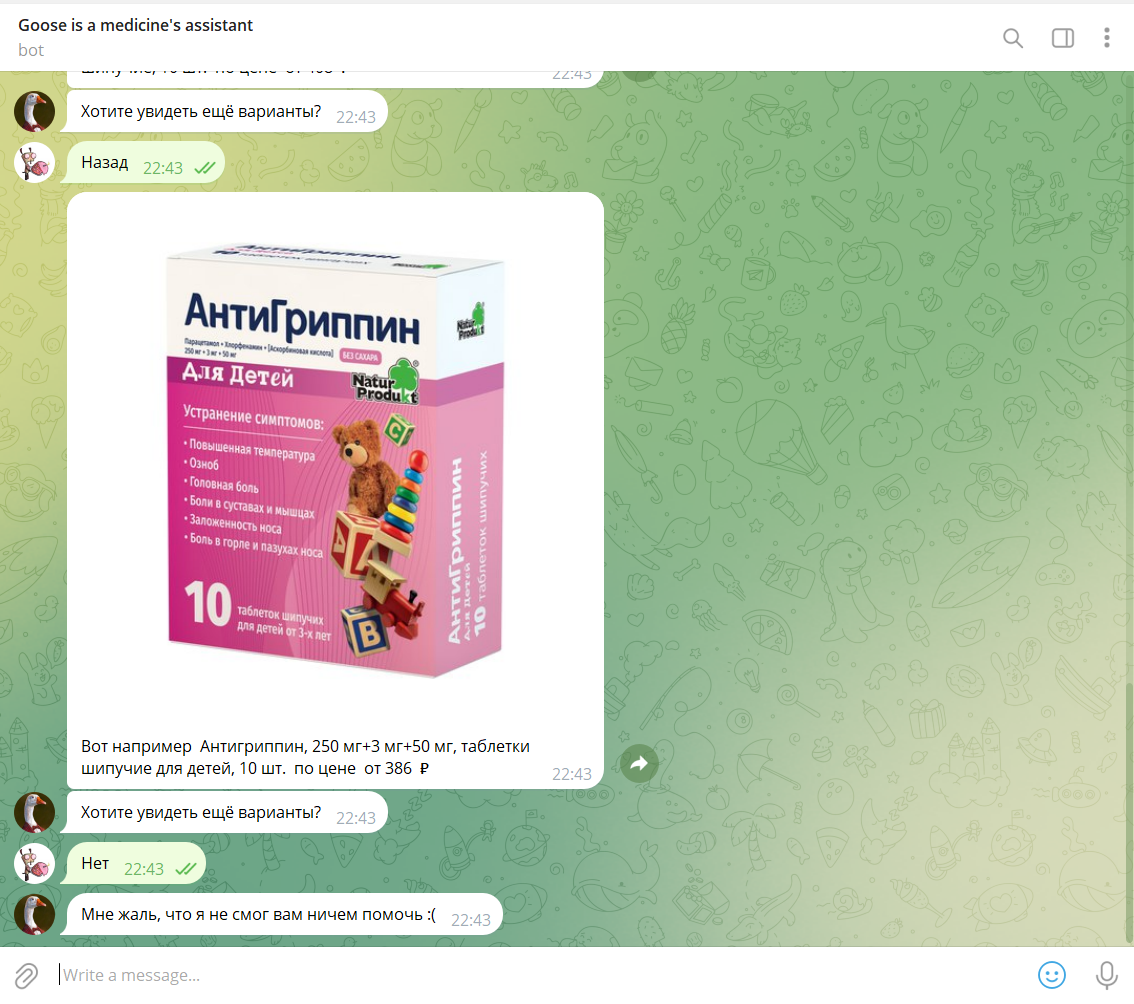 Goose is a medicine's assistant
bot
22:43
Хотите увидеть ещё варианты? 22:43
Назад 22:43
АнтиГриппин
Natur Produkt
АнтиГриппин
Парацетамол • Хлорфенамин • [Аскорбиновая кислота]
250 мг • 3 мг • 50 мг
БЕЗ САХАРА
Для Детей
Natur Produkt
Устранение симптомов:
• Повышенная температура
• Озноб
• Головная боль
• Боли в суставах и мышцах
• Заложенность носа
• Боль в горле и пазухах носа
C
A
B
10 таблеток шипучих
для детей от 3-х лет
АнтиГриппин
Для Детей
10 таблеток шипучих
Вот например Антигриппин, 250 мг+3 мг+50 мг, таблетки
шипучие для детей, 10 шт. по цене от 386 ₽
22:43
Хотите увидеть ещё варианты? 22:43
Нет 22:43
Мне жаль, что я не смог вам ничем помочь :( 22:43
Write a message...